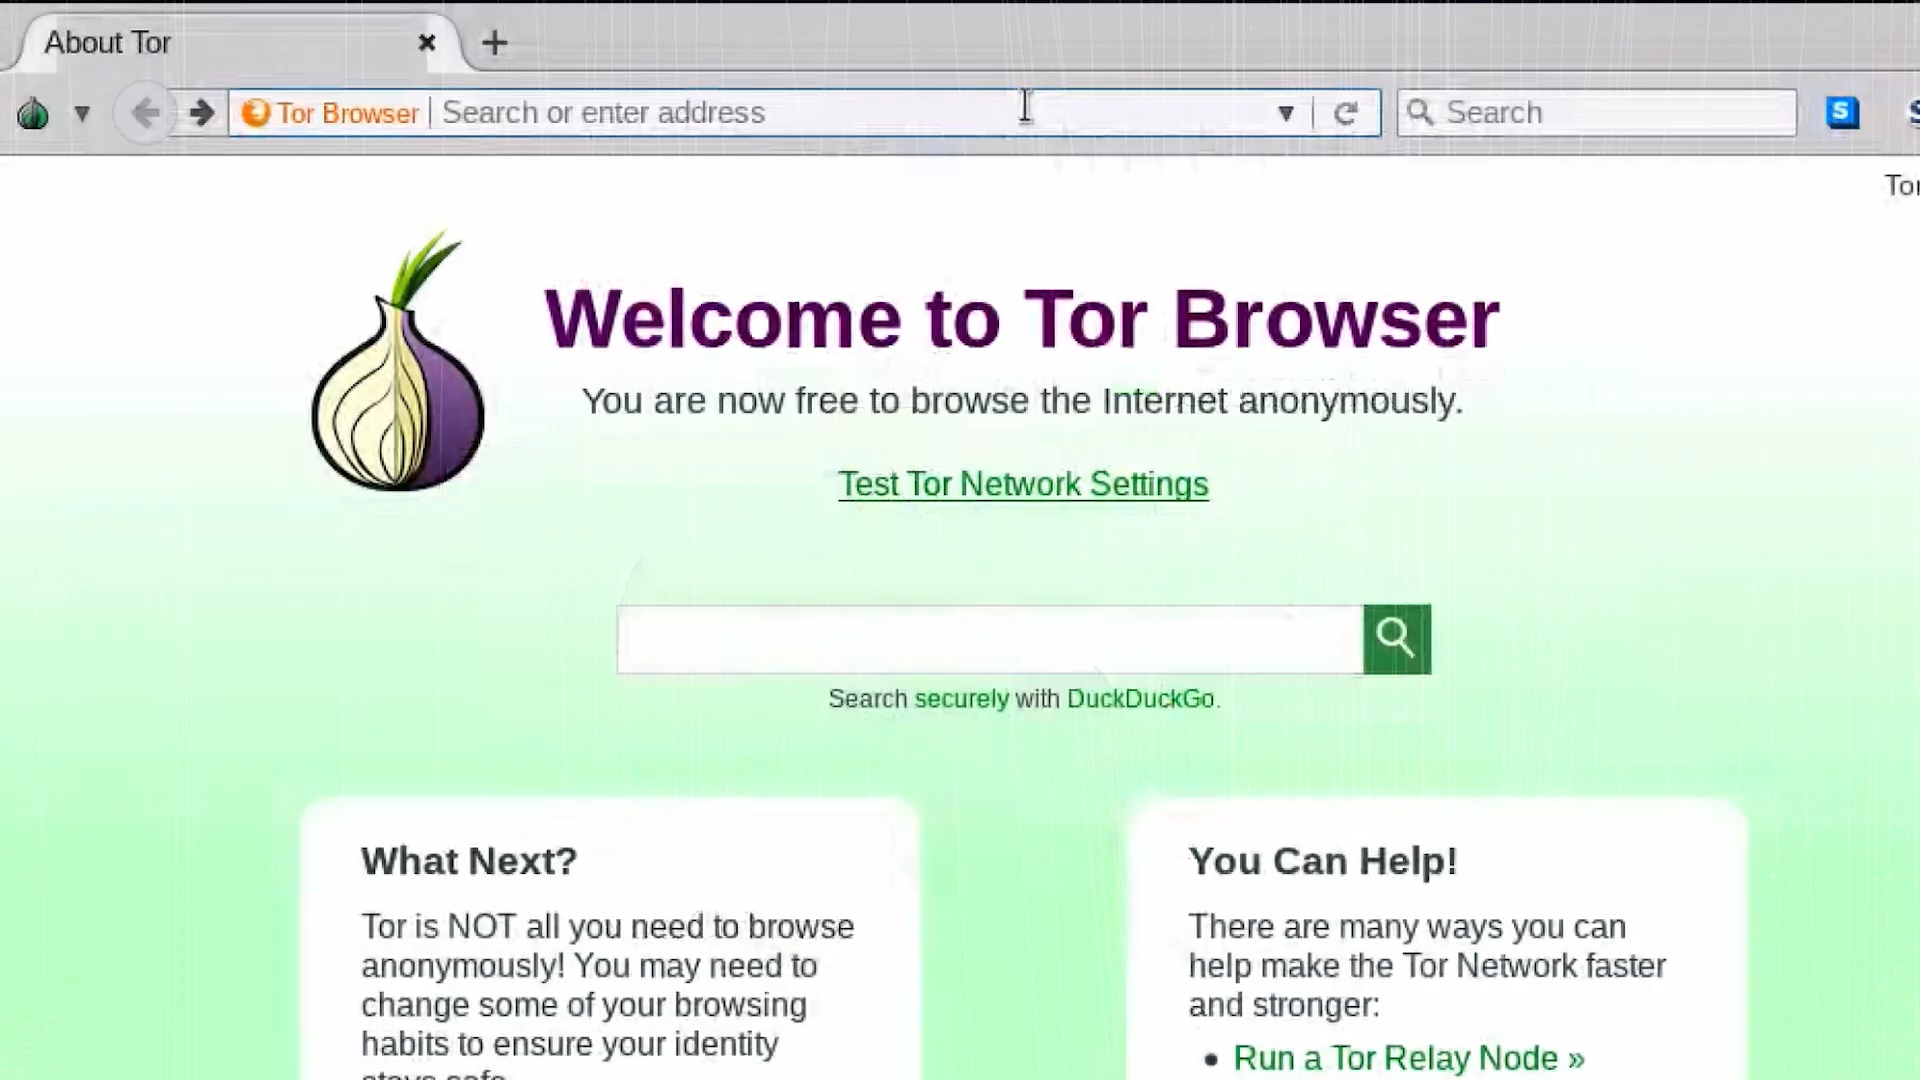 About Tor
Tor Browser Search or enter address
Search
S
Welcome to Tor Browser
You are now free to browse the Internet anonymously.
Test Tor Network Settings
Search securely with DuckDuckGo.
What Next?
Tor is NOT all you need to browse
anonymously! You may need to
change some of your browsing
habits to ensure your identity
You Can Help!
There are many ways you can
help make the Tor Network faster
and stronger:
Run a Tor Relay Node »